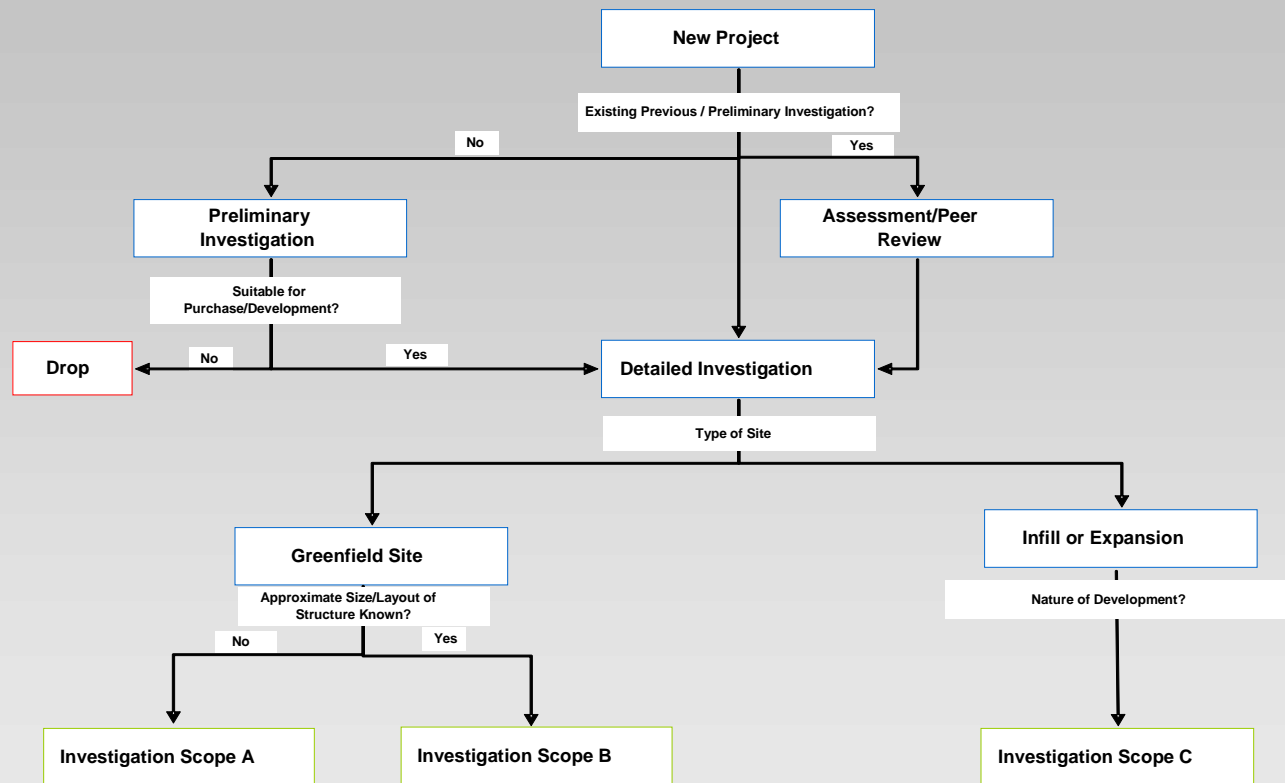 New Project
Existing Previous / Preliminary Investigation?
No
Yes
Preliminary
Investigation
Assessment/Peer
Review
Suitable for
Purchase/Development?
Drop
No
Yes
Detailed Investigation
Type of Site
Greenfield Site
Infill or Expansion
Approximate Size/Layout of
Structure Known?
Nature of Development?
No
Yes
Investigation Scope A
Investigation Scope B
Investigation Scope C